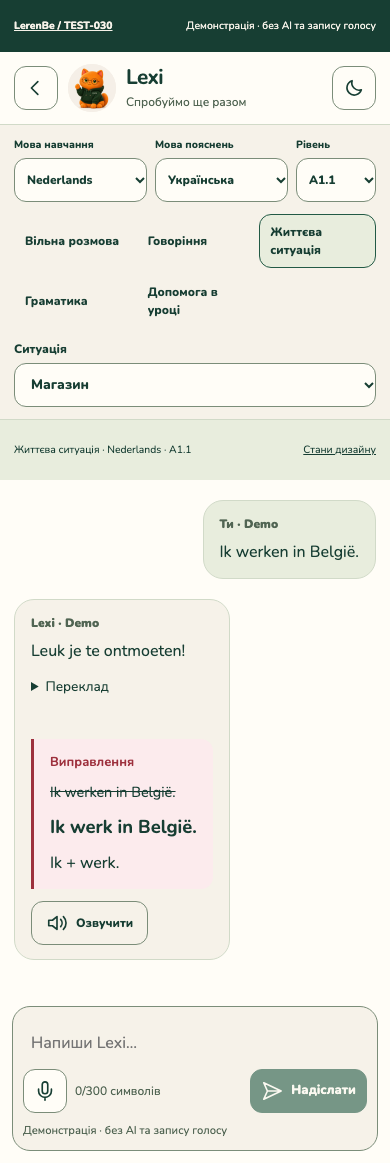 LerenBe / TEST-030
Демонстрація · без AI та запису голосу
Lexi
Спробуймо ще разом
Мова навчання
Мова пояснень
Рівень
Nederlands
Українська
A1.1
Вільна розмова
Говоріння
Життєва
ситуація
Граматика
Допомога в
уроці
Ситуація
Магазин
Життєва ситуація · Nederlands · A1.1
Стани дизайну
Ти · Demo
Ik werken in België.
Lexi · Demo
Leuk je te ontmoeten!
Переклад
Виправлення
Ik werken in België.
Ik werk in België.
Ik + werk.
Озвучити
Напиши Lexi...
0/300 символів
Надіслати
Демонстрація · без AI та запису голосу